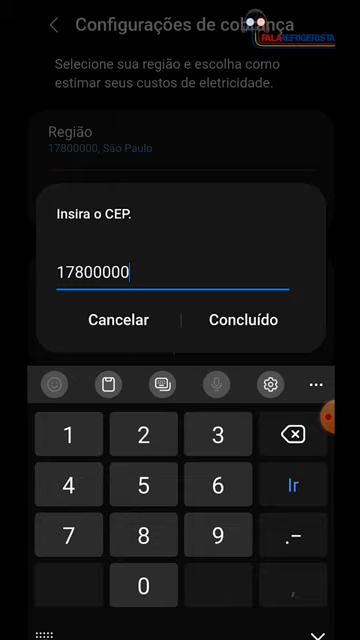 Configurações de cobrança
FALAREFRIGERISTA
Selecione sua região e escolha como
estimar seus custos de eletricidade.
Região
17800000, São Paulo
Insira o CEP.
17800000
Cancelar
Concluído
1 2 3
4 5 6 Ir
7 8 9 .-
0 ,